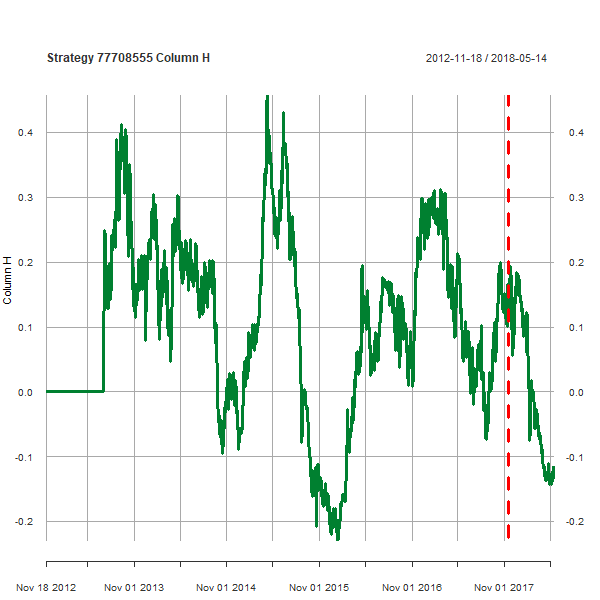 Strategy 77708555 Column H
2012-11-18 / 2018-05-14
0.4 0.4
0.3 0.3
0.2 0.2
Column H
0.1 0.1
0.0 0.0
-0.1 -0.1
-0.2 -0.2
Nov 18 2012 Nov 01 2013 Nov 01 2014 Nov 01 2015 Nov 01 2016 Nov 01 2017